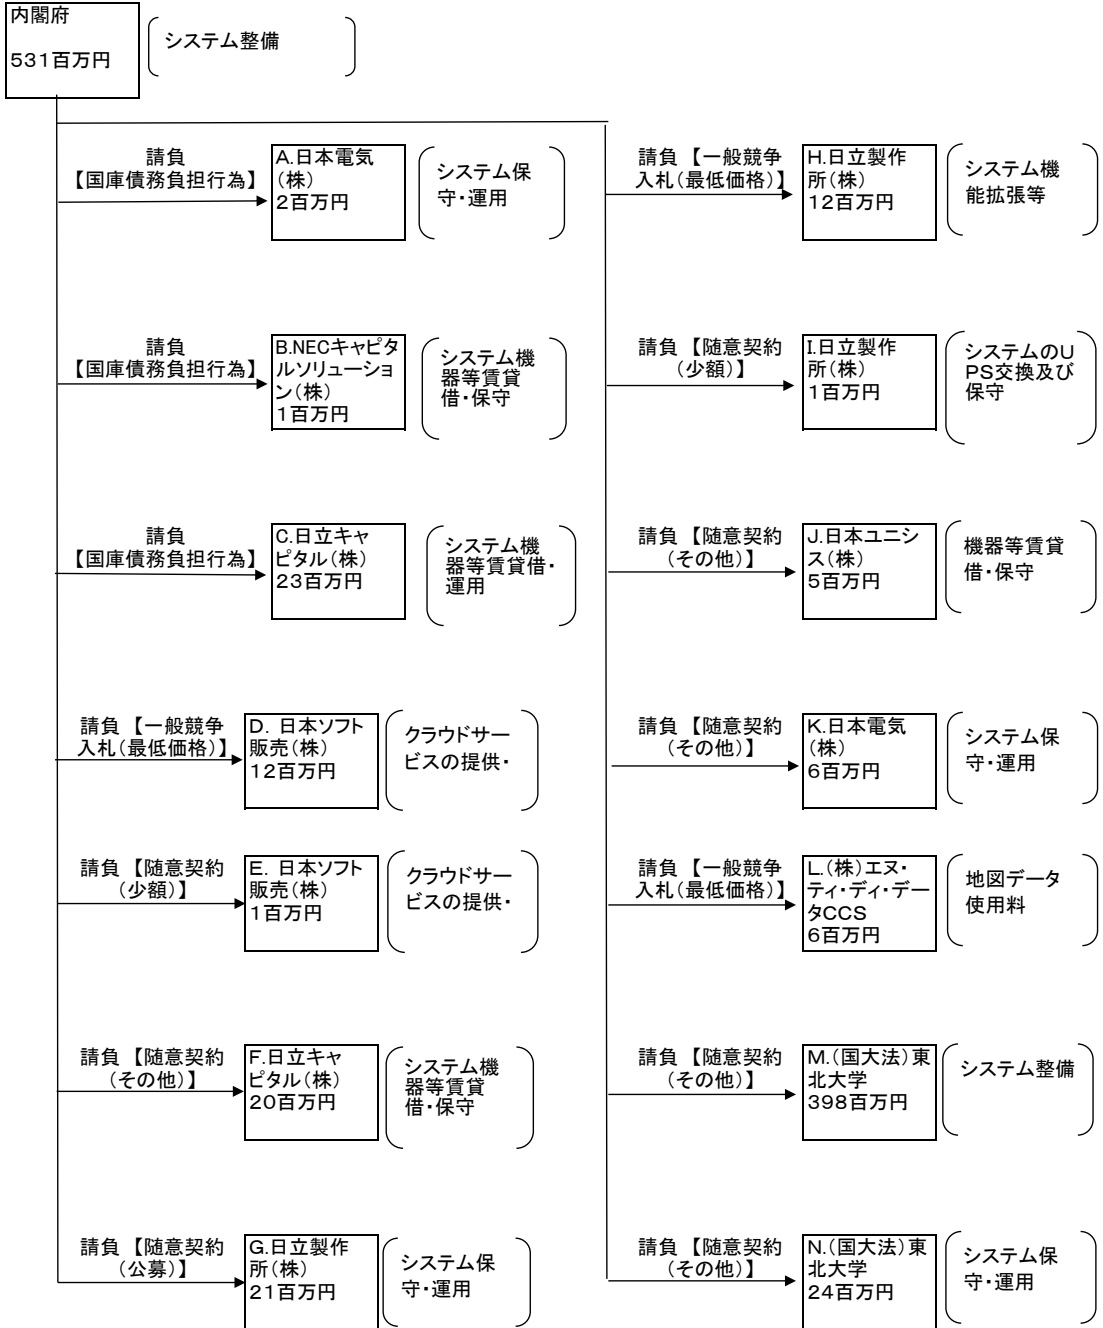 内閣府
531百万円
システム整備
請負
【国庫債務負担行為】
A.日本電気
(株)
2百万円
システム保
守・運用
請負
【国庫債務負担行為】
B.NECキャピタ
ルソリューショ
ン(株)
1百万円
システム機
器等賃貸
借・保守
請負
【国庫債務負担行為】
C.日立キャ
ピタル(株)
23百万円
システム機
器等賃貸借・
運用
請負 【一般競争
入札(最低価格)】
D. 日本ソフト
販売(株)
12百万円
クラウドサー
ビスの提供・
請負 【随意契約
(少額)】
E. 日本ソフト
販売(株)
1百万円
クラウドサー
ビスの提供・
請負 【随意契約
(その他)】
F.日立キャ
ピタル(株)
20百万円
システム機
器等賃貸
借・保守
請負 【随意契約
(公募)】
G.日立製作
所(株)
21百万円
システム保
守・運用
請負 【一般競争
入札(最低価格)】
H.日立製作
所(株)
12百万円
システム機
能拡張等
請負 【随意契約
(少額)】
I.日立製作
所(株)
1百万円
システムのU
PS交換及び
保守
請負 【随意契約
(その他)】
J.日本ユニシ
ス(株)
5百万円
機器等賃貸
借・保守
請負 【随意契約
(その他)】
K.日本電気
(株)
6百万円
システム保
守・運用
請負 【一般競争
入札(最低価格)】
L.(株)エヌ・
ティ・ディ・デー
タCCS
6百万円
地図データ
使用料
請負 【随意契約
(その他)】
M.(国大法)東
北大学
398百万円
システム整備
請負 【随意契約
(その他)】
N.(国大法)東
北大学
24百万円
システム保
守・運用